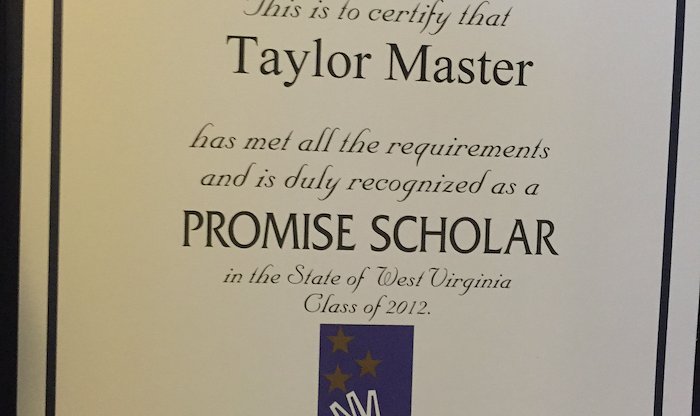 This is to certify that
Taylor Master
has met all the requirements
and is duly recognized as a
PROMISE SCHOLAR
in the State of West Virginia
Class of 2012.